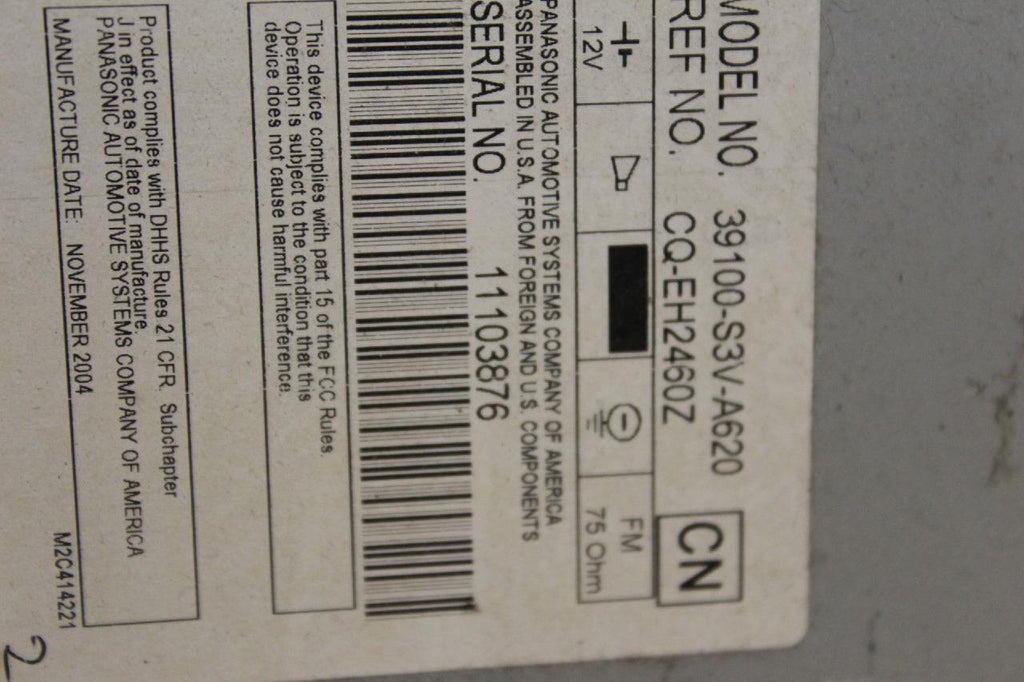 MODEL NO. 39100-S3V-A620
REF NO. CQ-EH2460Z
CN
12V
FM
75 Ohm
PANASONIC AUTOMOTIVE SYSTEMS COMPANY OF AMERICA
ASSEMBLED IN U.S.A. FROM FOREIGN AND U.S. COMPONENTS
SERIAL NO. 11103876
This device complies with part 15 of the FCC Rules.
Operation is subject to the condition that this
device does not cause harmful interference.
Product complies with DHHS Rules 21 CFR. Subchapter
J in effect as of date of manufacture.
PANASONIC AUTOMOTIVE SYSTEMS COMPANY OF AMERICA
MANUFACTURE DATE: NOVEMBER 2004
M2C414221
2